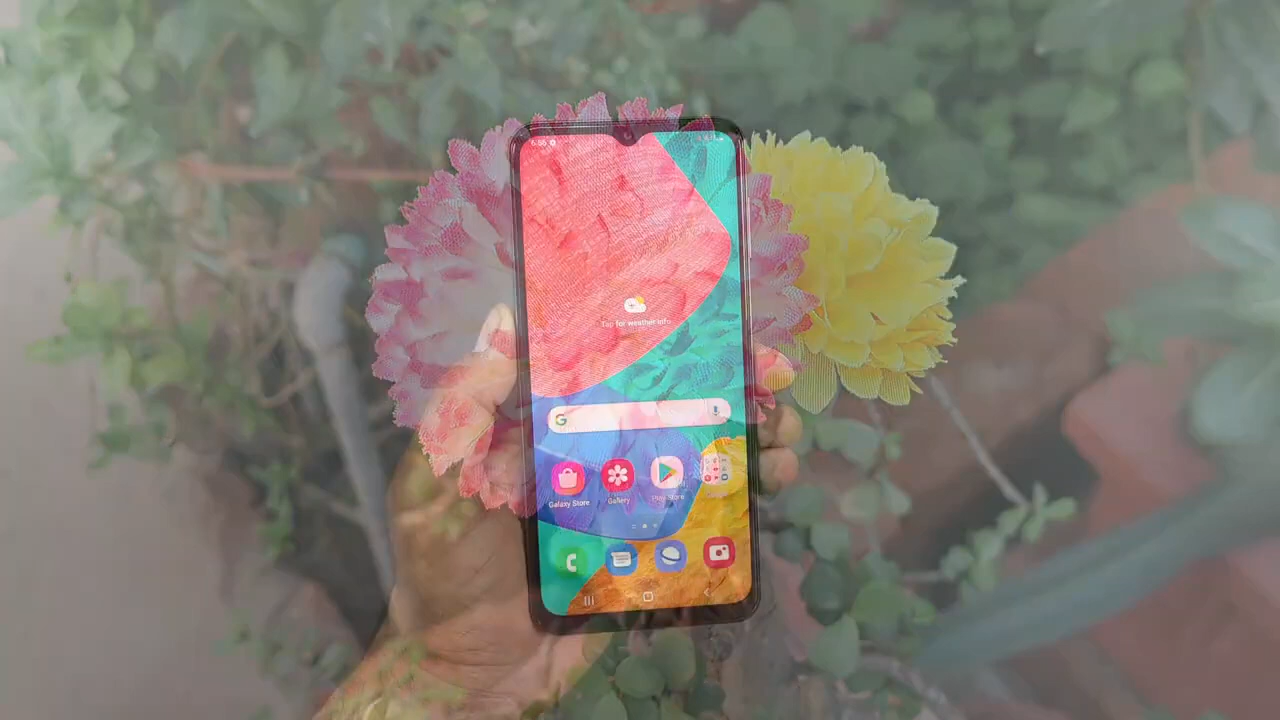 Tap for weather info
G
Galaxy Store
Gallery
Play Store